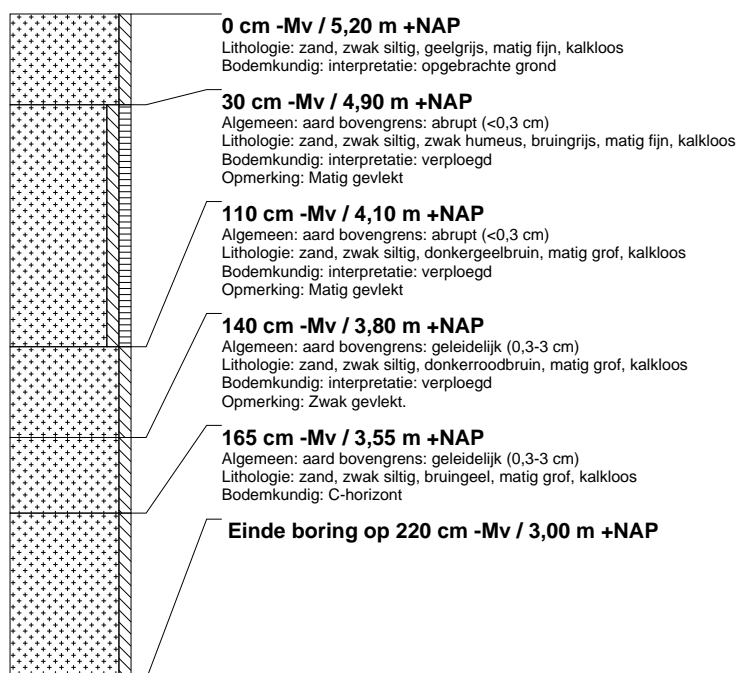 0 cm -Mv / 5,20 m +NAP
Lithologie: zand, zwak siltig, geelgrijs, matig fijn, kalkloos
Bodemkundig: interpretatie: opgebrachte grond
30 cm -Mv / 4,90 m +NAP
Algemeen: aard bovengrens: abrupt (<0,3 cm)
Lithologie: zand, zwak siltig, zwak humeus, bruingrijs, matig fijn, kalkloos
Bodemkundig: interpretatie: verploegd
Opmerking: Matig gevlekt
110 cm -Mv / 4,10 m +NAP
Algemeen: aard bovengrens: abrupt (<0,3 cm)
Lithologie: zand, zwak siltig, donkergeelbruin, matig grof, kalkloos
Bodemkundig: interpretatie: verploegd
Opmerking: Matig gevlekt
140 cm -Mv / 3,80 m +NAP
Algemeen: aard bovengrens: geleidelijk (0,3-3 cm)
Lithologie: zand, zwak siltig, donkerroodbruin, matig grof, kalkloos
Bodemkundig: interpretatie: verploegd
Opmerking: Zwak gevlekt.
165 cm -Mv / 3,55 m +NAP
Algemeen: aard bovengrens: geleidelijk (0,3-3 cm)
Lithologie: zand, zwak siltig, bruingeel, matig grof, kalkloos
Bodemkundig: C-horizont
Einde boring op 220 cm -Mv / 3,00 m +NAP